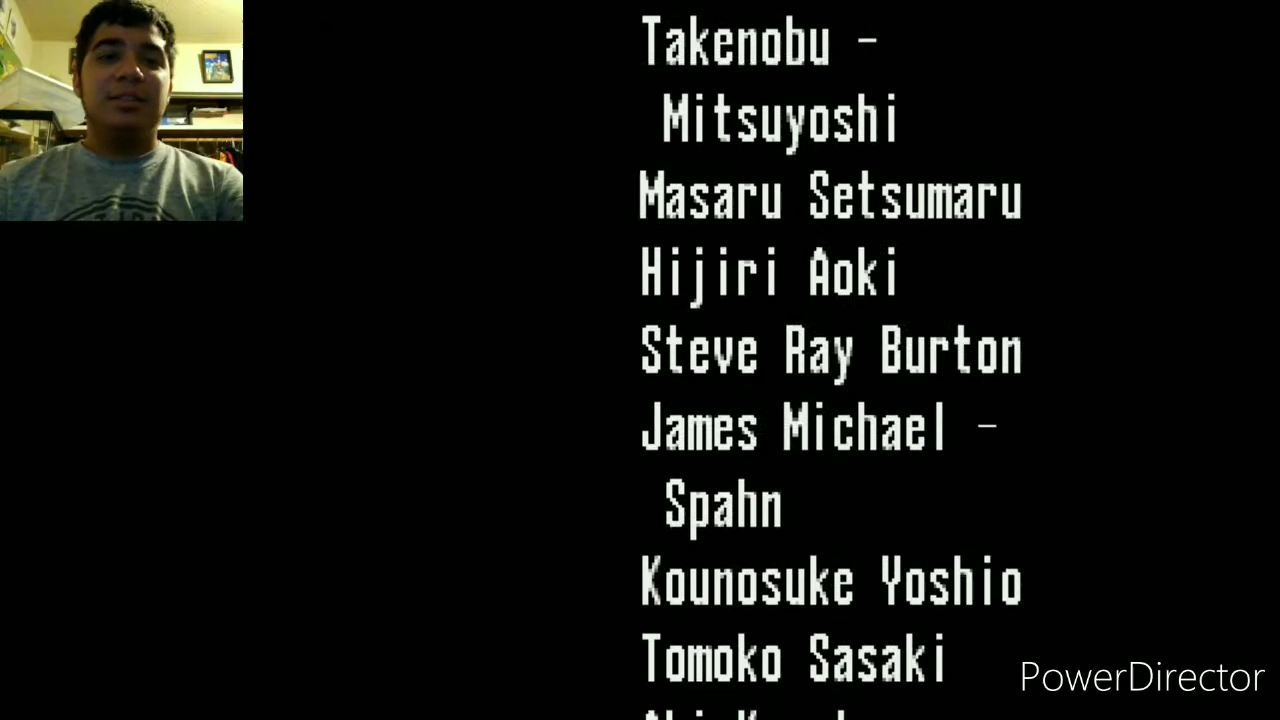 Takenobu -
Mitsuyoshi
Masaru Setsumaru
Hijiri Aoki
Steve Ray Burton
James Michael -
Spahn
Kounosuke Yoshio
Tomoko Sasaki
PowerDirector